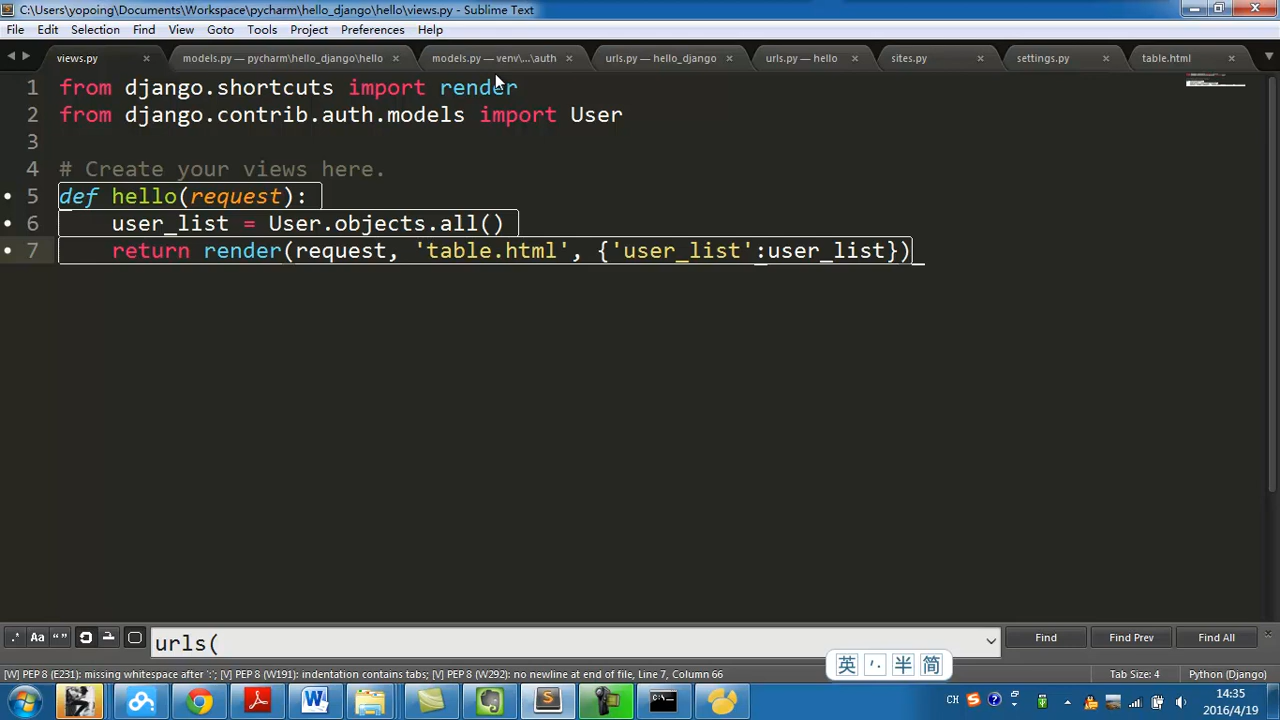 C:\Users\yopoing\Documents\Workspace\pycharm\hello_django\hello\views.py - Sublime Text
File Edit Selection Find View Goto Tools Project Preferences Help
views.py models.py — pycharm\hello_django\hello models.py — venv\...\auth urls.py — hello_django urls.py — hello sites.py settings.py table.html
1 from django.shortcuts import render
2 from django.contrib.auth.models import User
3
4 # Create your views here.
5 def hello(request):
6 user_list = User.objects.all()
7 return render(request, 'table.html', {'user_list':user_list})
.* Aa “ ” urls( Find Find Prev Find All
英 半 简
[W] PEP 8 (E231): missing whitespace after ':'; [V] PEP 8 (W191): indentation contains tabs; [V] PEP 8 (W292): no newline at end of file, Line 7, Column 66 Tab Size: 4 Python (Django)
CH 14:35
2016/4/19